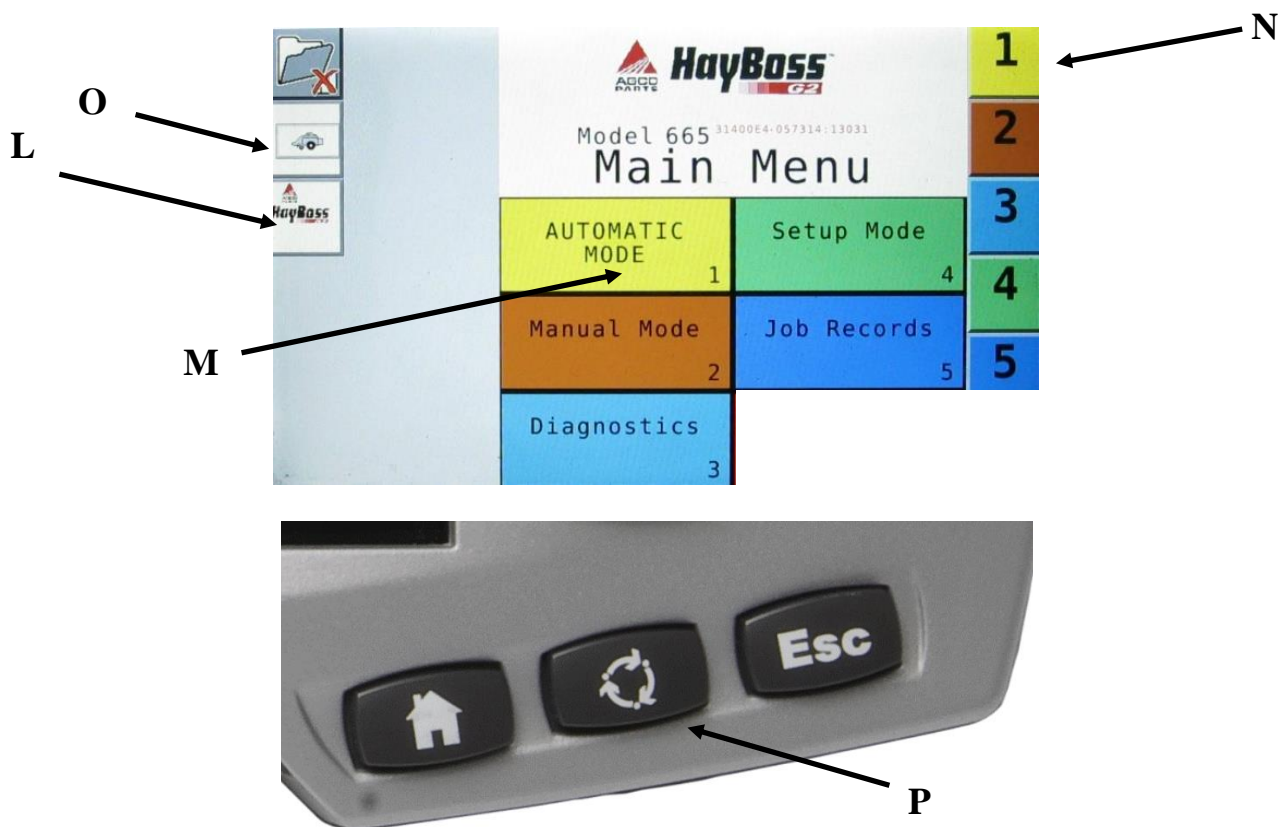 N
1
HayBoss
AGCO
PARTS
G2
O
L
Model 665 31400E4-057314:13031
2
Main Menu
HayBoss
3
AUTOMATIC
MODE
1
Setup Mode
4
4
M
Manual Mode
2
Job Records
5
5
Diagnostics
3
Esc
P